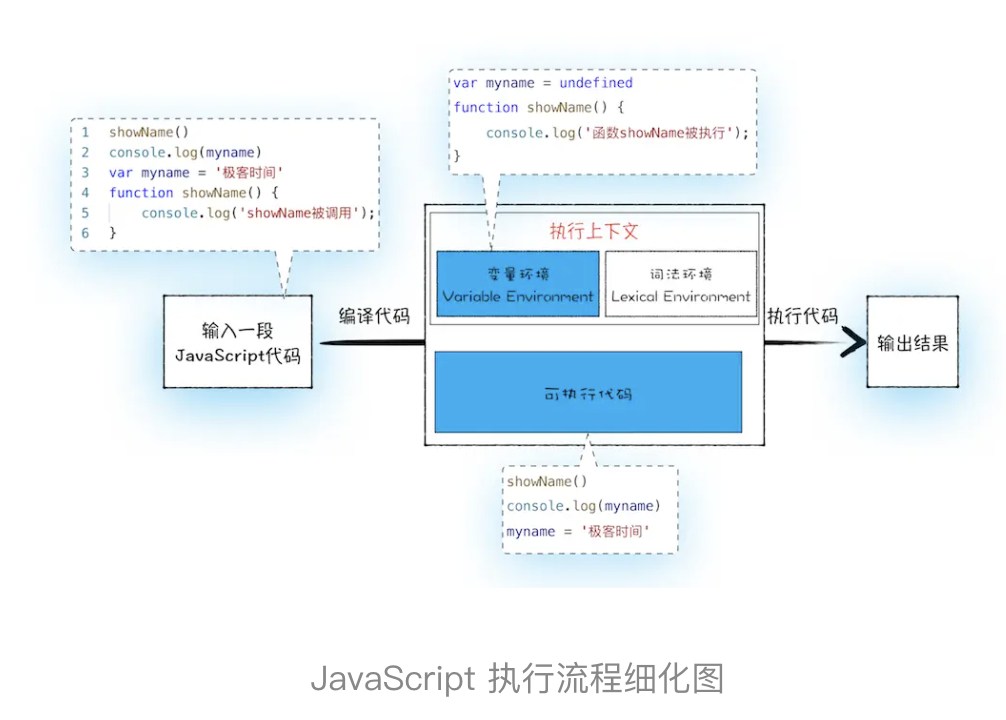 var myname = undefined
function showName() {
console.log('函数showName被执行');
}
1 showName()
2 console.log(myname)
3 var myname = '极客时间'
4 function showName() {
5 console.log('showName被调用');
6 }
执行上下文
变量环境
Variable Environment
词法环境
Lexical Environment
输入一段
JavaScript代码
编译代码
执行代码
输出结果
可执行代码
showName()
console.log(myname)
myname = '极客时间'
JavaScript 执行流程细化图